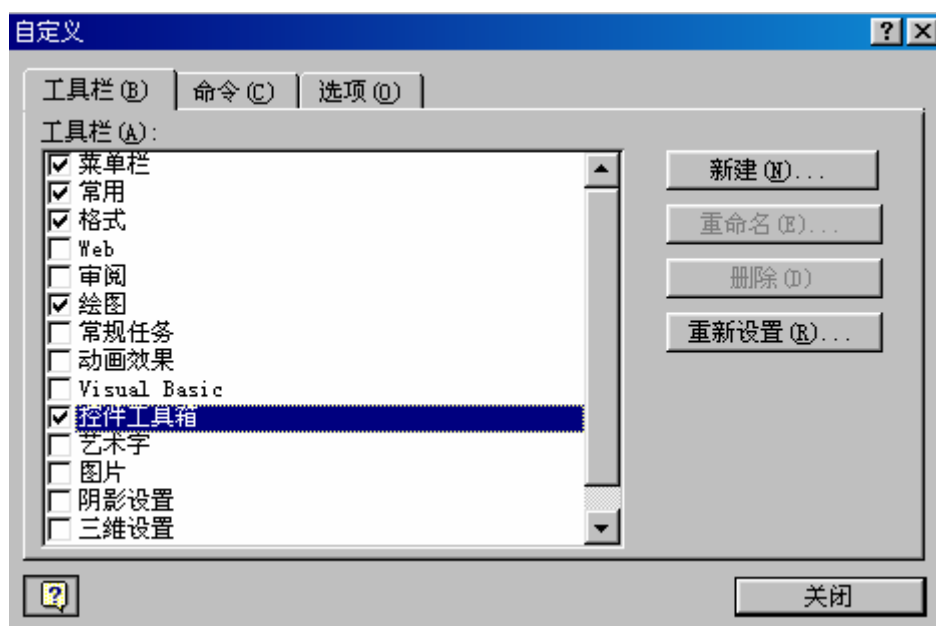 自定义
工具栏(B) 命令(C) 选项(O)
工具栏(A):
菜单栏
常用
格式
Web
审阅
绘图
常规任务
动画效果
Visual Basic
控件工具箱
艺术字
图片
阴影设置
三维设置
新建(N)...
重命名(E)...
删除(D)
重新设置(R)...
关闭